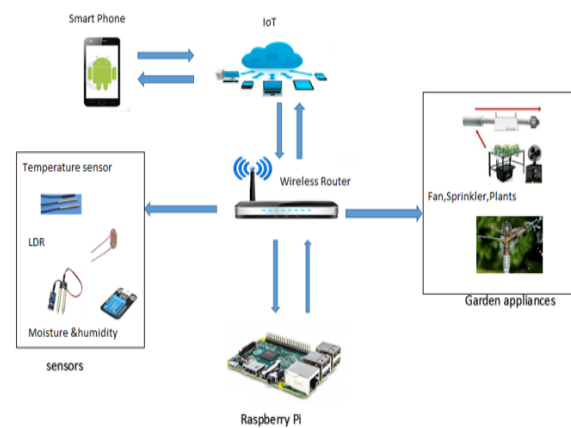 Smart Phone
IoT
Wireless Router
Temperature sensor
LDR
Moisture &humidity
sensors
Fan,Sprinkler,Plants
Garden appliances
Raspberry Pi